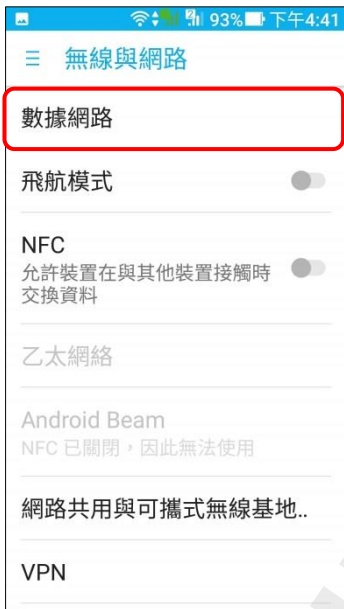 93% 下午4:41
無線與網路
數據網路
飛航模式
NFC
允許裝置在與其他裝置接觸時
交換資料
乙太網絡
Android Beam
NFC 已關閉，因此無法使用
網路共用與可攜式無線基地..
VPN